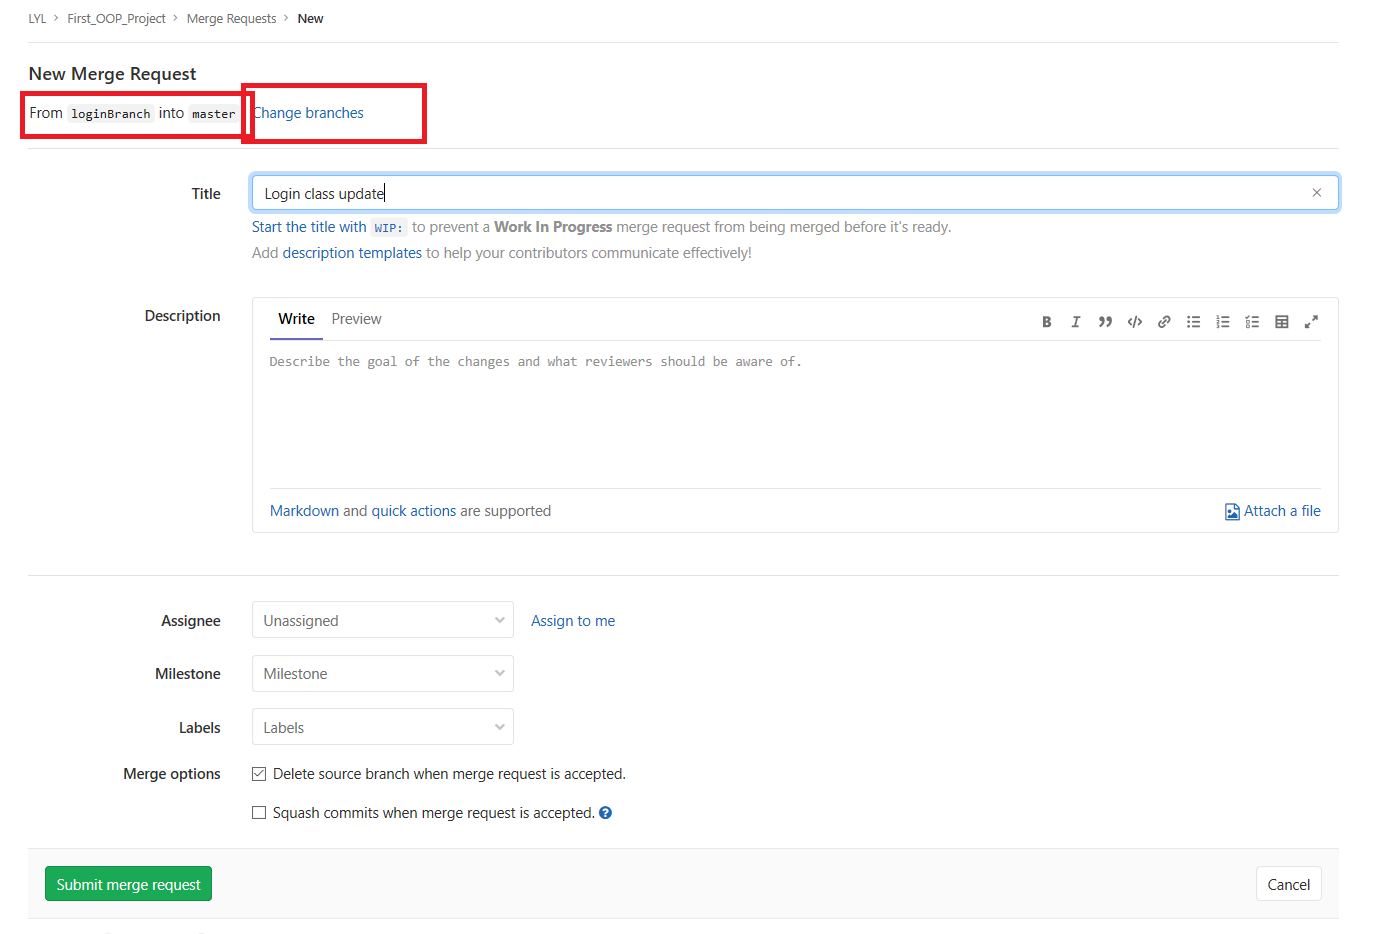 LYL › First_OOP_Project › Merge Requests › New
New Merge Request
From loginBranch into master Change branches
Title
Login class update
Start the title with WIP: to prevent a Work In Progress merge request from being merged before it's ready.
Add description templates to help your contributors communicate effectively!
Description
Write Preview
Describe the goal of the changes and what reviewers should be aware of.
Markdown and quick actions are supported
Attach a file
Assignee
Unassigned
Assign to me
Milestone
Milestone
Labels
Labels
Merge options
Delete source branch when merge request is accepted.
Squash commits when merge request is accepted.
Submit merge request
Cancel